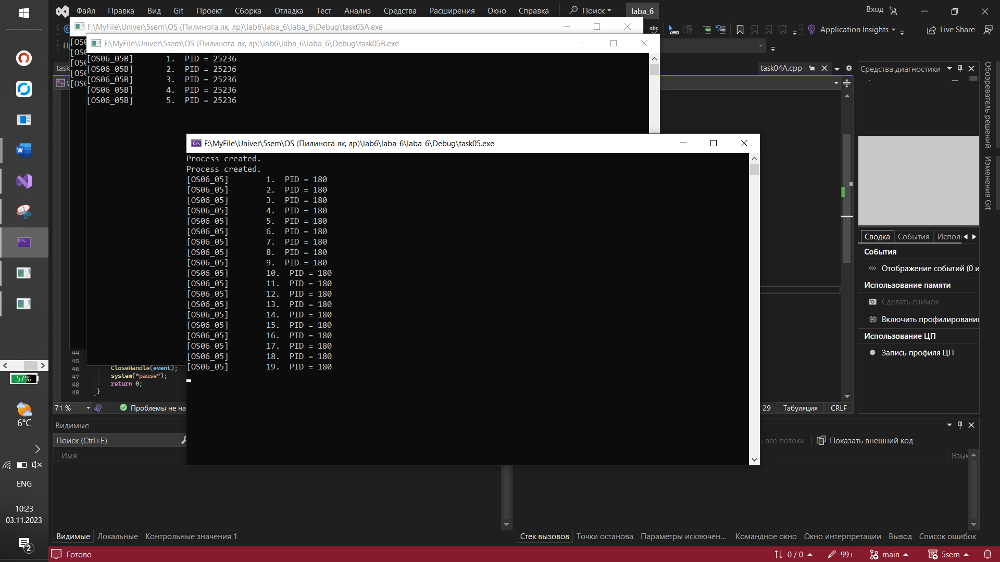 Файл Правка Вид Git Проект Сборка Отладка Тест Анализ Средства Расширения Окно Справка Поиск laba_6 Вход
F:\MyFile\Univer\5sem\OS (Пилинога лк, лр)\lab6\laba_6\laba_6\Debug\task05A.exe
Application Insights Live Share
F:\MyFile\Univer\5sem\OS (Пилинога лк, лр)\lab6\laba_6\laba_6\Debug\task05B.exe
[OS06_05B] 1. PID = 25236
[OS06_05B] 2. PID = 25236
[OS06_05B] 3. PID = 25236
[OS06_05B] 4. PID = 25236
[OS06_05B] 5. PID = 25236
task04A.cpp
Средства диагностики
Обозреватель решений
Изменения Git
F:\MyFile\Univer\5sem\OS (Пилинога лк, лр)\lab6\laba_6\laba_6\Debug\task05.exe
Process created.
Process created.
[OS06_05] 1. PID = 180
[OS06_05] 2. PID = 180
[OS06_05] 3. PID = 180
[OS06_05] 4. PID = 180
[OS06_05] 5. PID = 180
[OS06_05] 6. PID = 180
[OS06_05] 7. PID = 180
[OS06_05] 8. PID = 180
[OS06_05] 9. PID = 180
[OS06_05] 10. PID = 180
[OS06_05] 11. PID = 180
[OS06_05] 12. PID = 180
[OS06_05] 13. PID = 180
[OS06_05] 14. PID = 180
[OS06_05] 15. PID = 180
[OS06_05] 16. PID = 180
[OS06_05] 17. PID = 180
[OS06_05] 18. PID = 180
[OS06_05] 19. PID = 180
Сводка События
События
Отображение событий (0 и
Использование памяти
Сделать снимок
Включить профилирование
Использование ЦП
Запись профиля ЦП
44
45
46 CloseHandle(event);
47 system("pause");
48 return 0;
49 }
71 % Проблемы не на 29 Табуляция CRLF
Видимые
Поиск (Ctrl+E)
Имя
все потоки Показать внешний код
Язык
Видимые Локальные Контрольные значения 1
Стек вызовов Точки останова Параметры исключен... Командное окно Окно интерпретации Вывод Список ошибок
Готово 0 / 0 99+ main 5sem
57%
6°C
ENG
10:23
03.11.2023
2